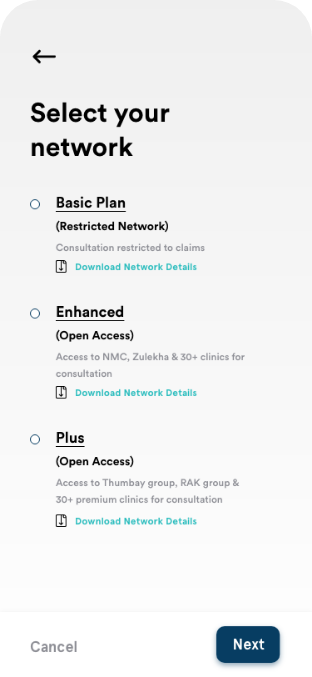 Select your
network
Basic Plan
(Restricted Network)
Consultation restricted to claims
Download Network Details
Enhanced
(Open Access)
Access to NMC, Zulekha & 30+ clinics for
consultation
Download Network Details
Plus
(Open Access)
Access to Thumbay group, RAK group &
30+ premium clinics for consultation
Download Network Details
Cancel
Next